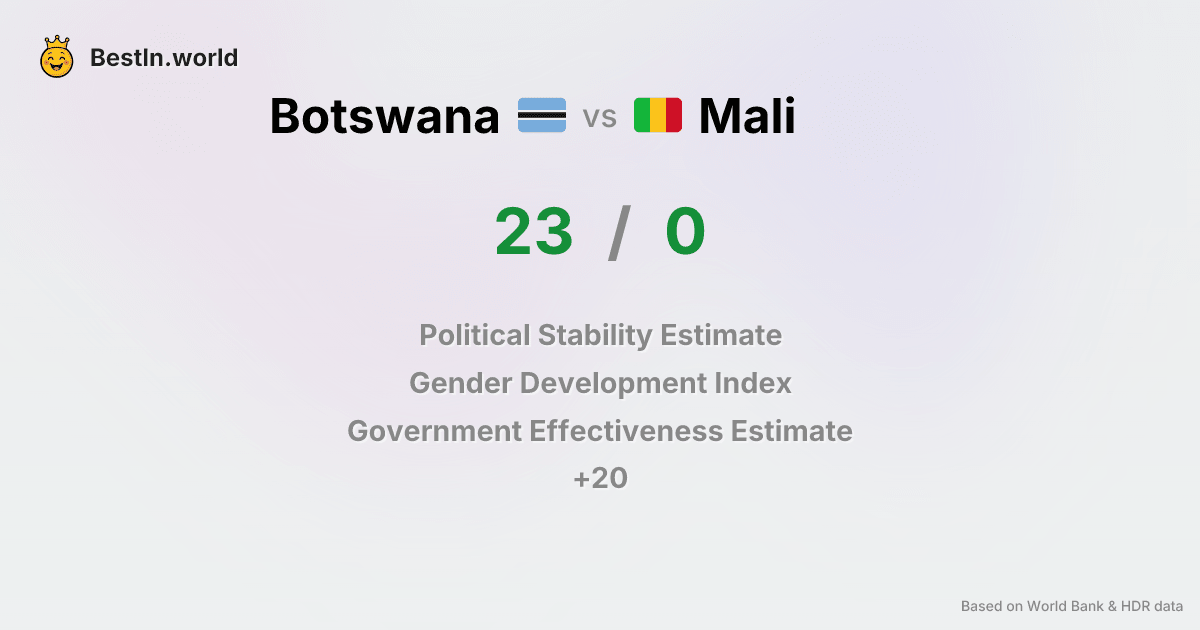 BestIn.world
Botswana vs Mali
23 / 0
Political Stability Estimate
Gender Development Index
Government Effectiveness Estimate
+20
Based on World Bank & HDR data